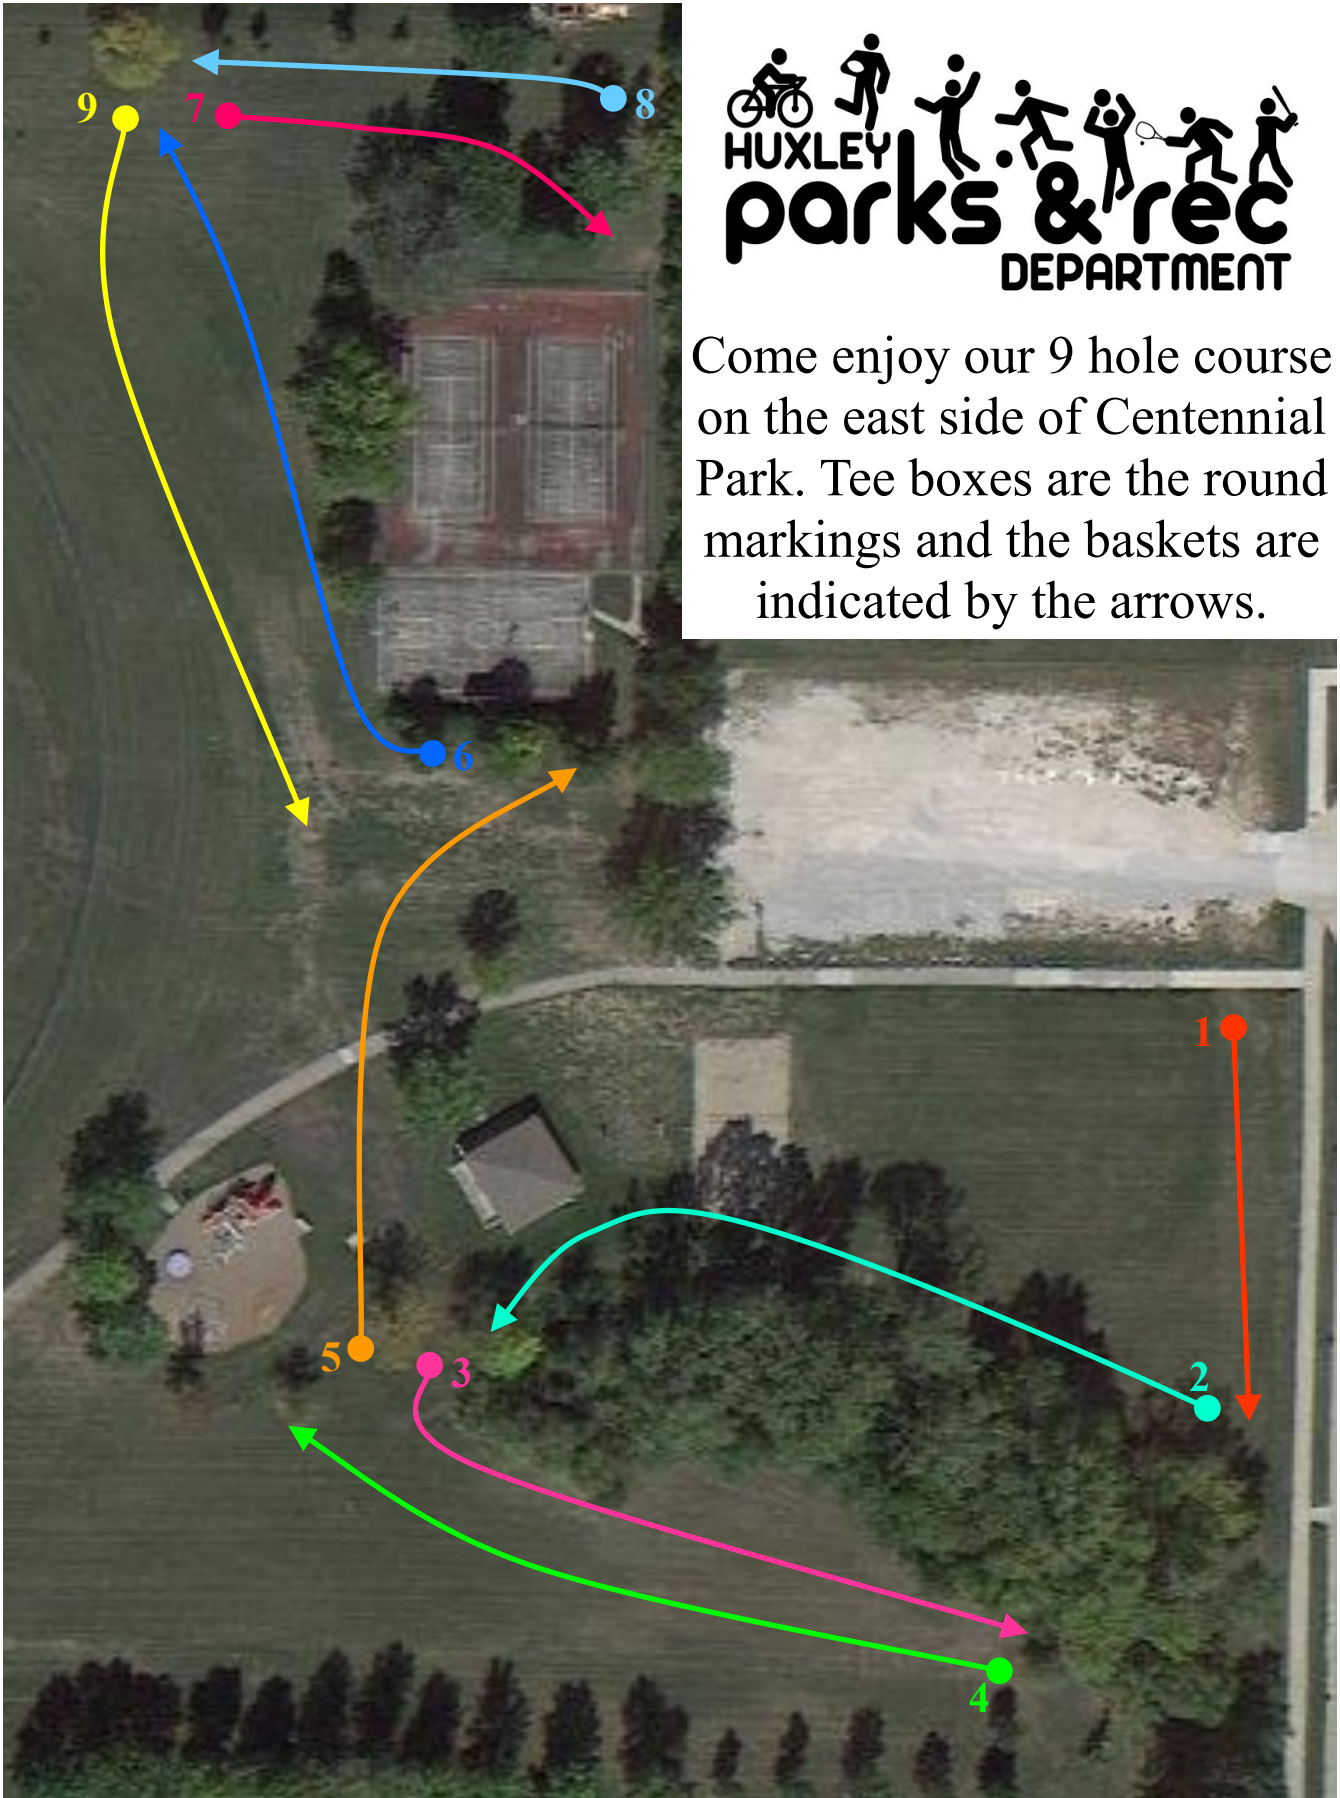 HUXLEY
parks & rec
DEPARTMENT
Come enjoy our 9 hole course
on the east side of Centennial
Park. Tee boxes are the round
markings and the baskets are
indicated by the arrows.
9
7
8
6
1
2
5
3
4